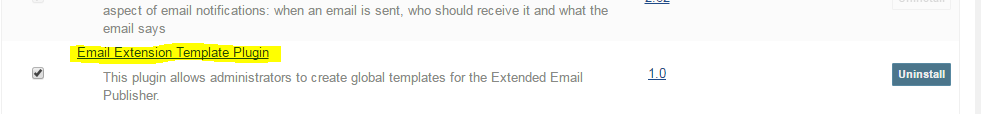 aspect of email notifications: when an email is sent, who should receive it and what the
email says
Uninstall
Email Extension Template Plugin
This plugin allows administrators to create global templates for the Extended Email
Publisher.
1.0
Uninstall